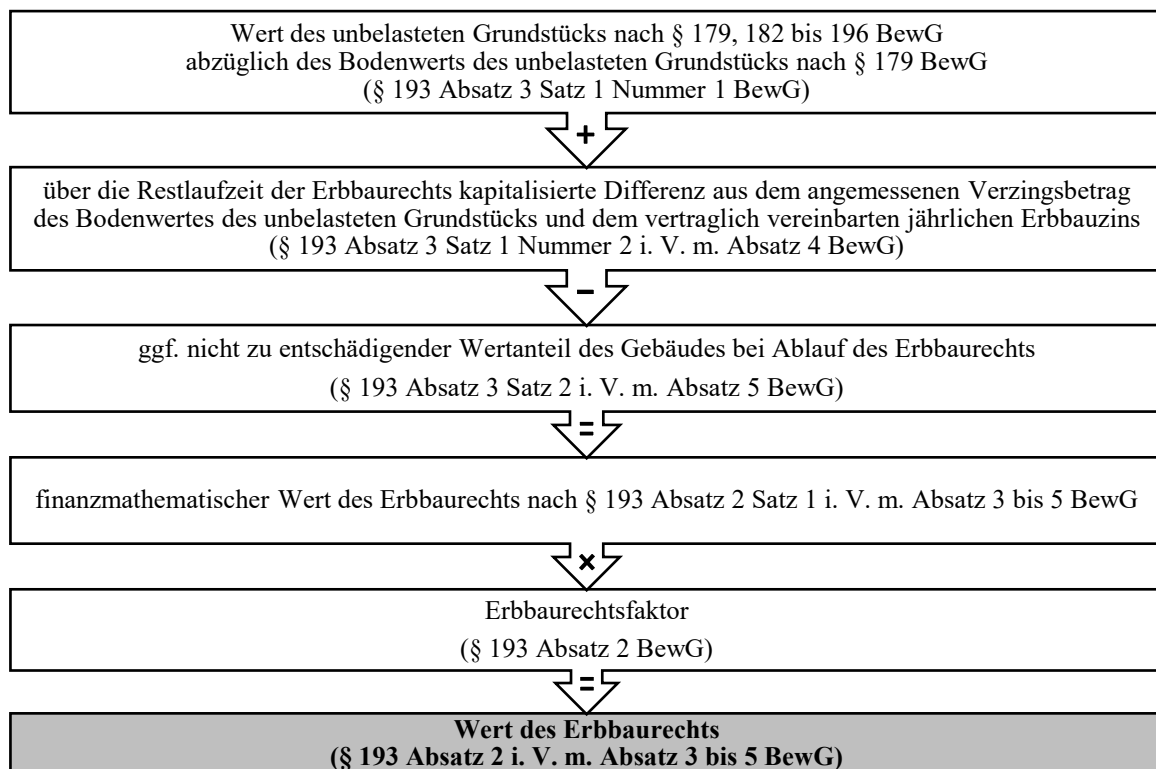 Wert des unbelasteten Grundstücks nach § 179, 182 bis 196 BewG
abzüglich des Bodenwerts des unbelasteten Grundstücks nach § 179 BewG
(§ 193 Absatz 3 Satz 1 Nummer 1 BewG)
+
über die Restlaufzeit der Erbbaurechts kapitalisierte Differenz aus dem angemessenen Verzingsbetrag
des Bodenwertes des unbelasteten Grundstücks und dem vertraglich vereinbarten jährlichen Erbbauzins
(§ 193 Absatz 3 Satz 1 Nummer 2 i. V. m. Absatz 4 BewG)
−
ggf. nicht zu entschädigender Wertanteil des Gebäudes bei Ablauf des Erbbaurechts
(§ 193 Absatz 3 Satz 2 i. V. m. Absatz 5 BewG)
=
finanzmathematischer Wert des Erbbaurechts nach § 193 Absatz 2 Satz 1 i. V. m. Absatz 3 bis 5 BewG
×
Erbbaurechtsfaktor
(§ 193 Absatz 2 BewG)
=
Wert des Erbbaurechts
(§ 193 Absatz 2 i. V. m. Absatz 3 bis 5 BewG)